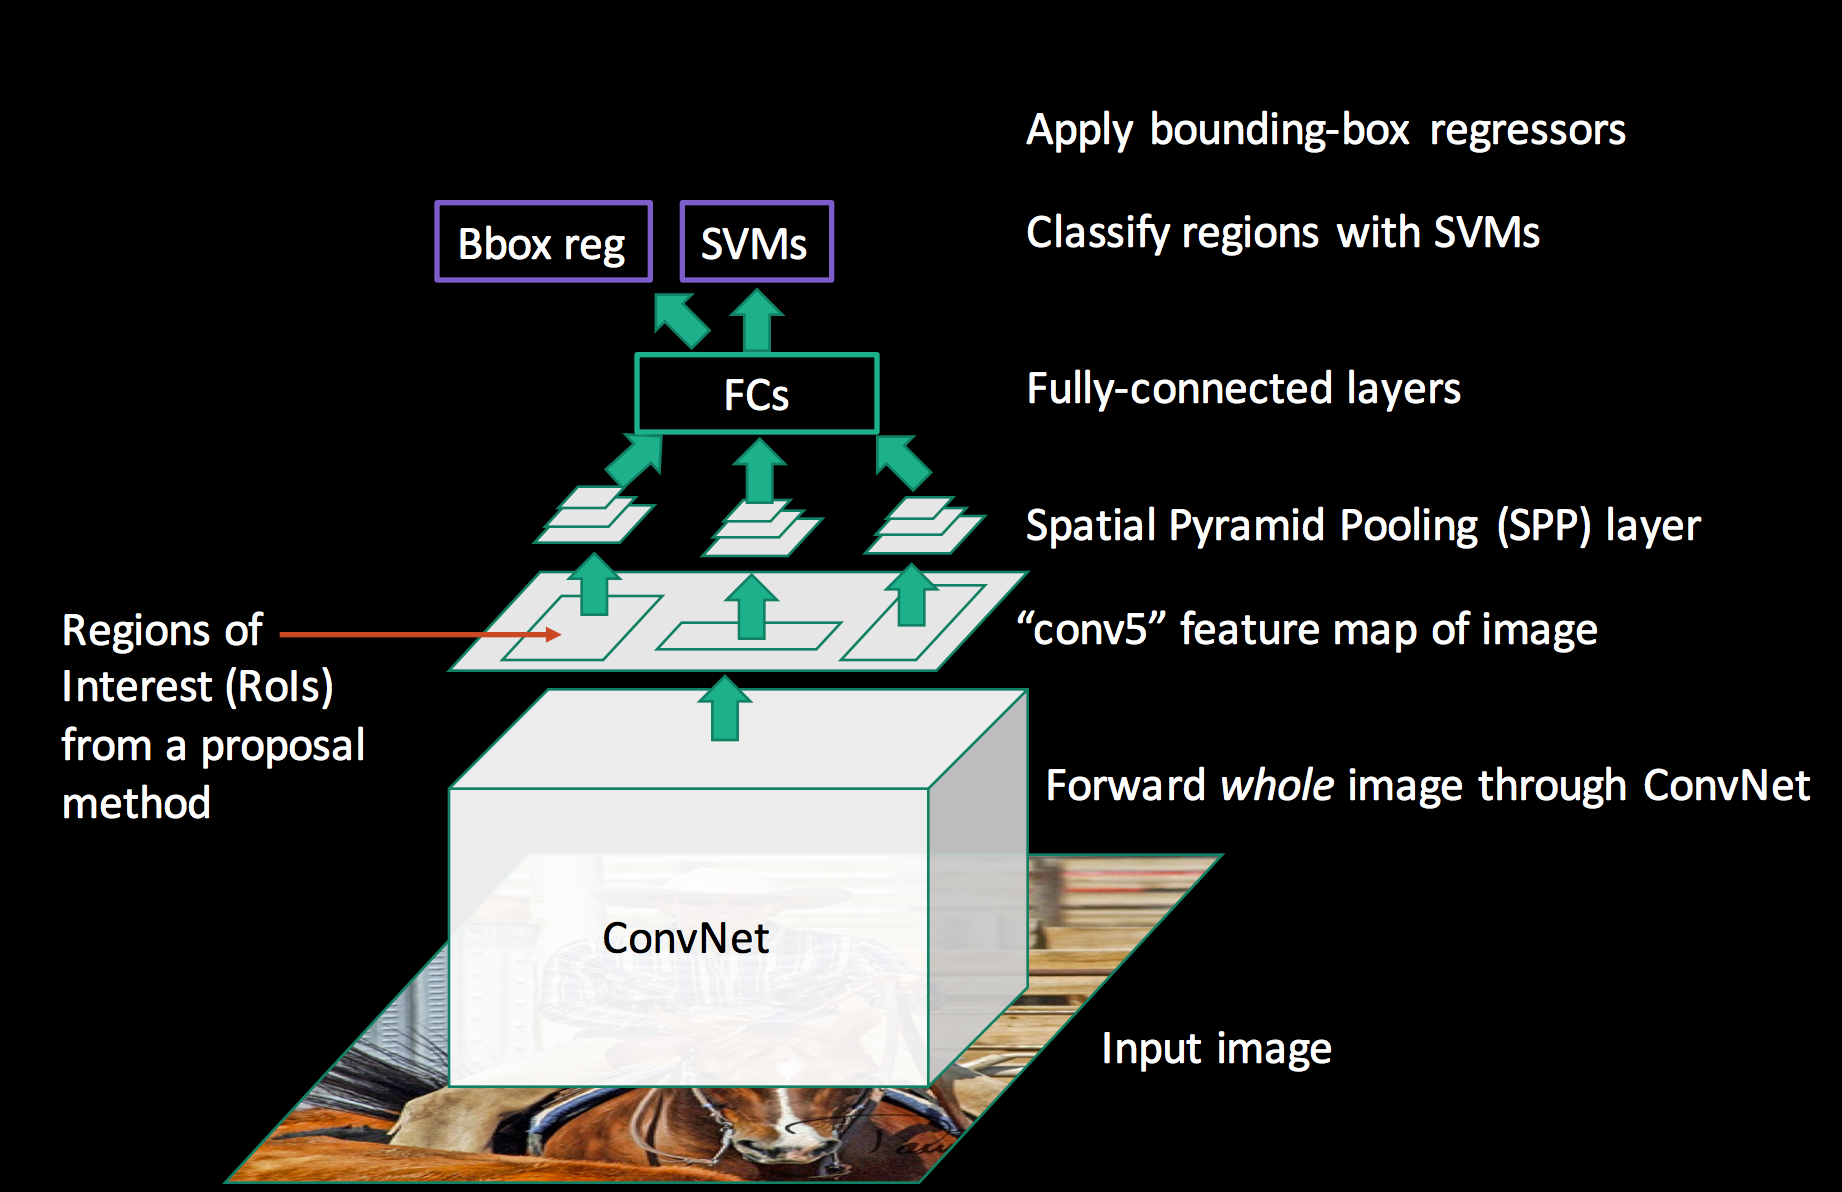 Apply bounding-box regressors
Bbox reg
SVMs
Classify regions with SVMs
FCs
Fully-connected layers
Spatial Pyramid Pooling (SPP) layer
Regions of
Interest (RoIs)
from a proposal
method
“conv5” feature map of image
Forward whole image through ConvNet
ConvNet
Input image